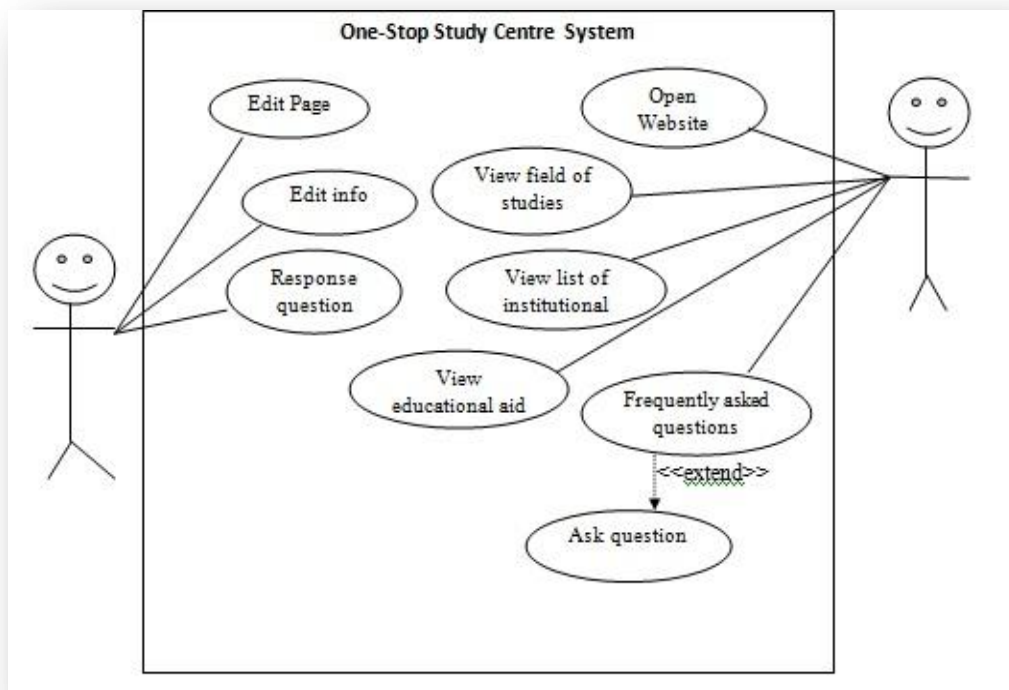 One-Stop Study Centre System
Edit Page
Open
Website
View field of
studies
Edit info
Response
question
View list of
institutional
View
educational aid
Frequently asked
questions
<<extend>>
Ask question